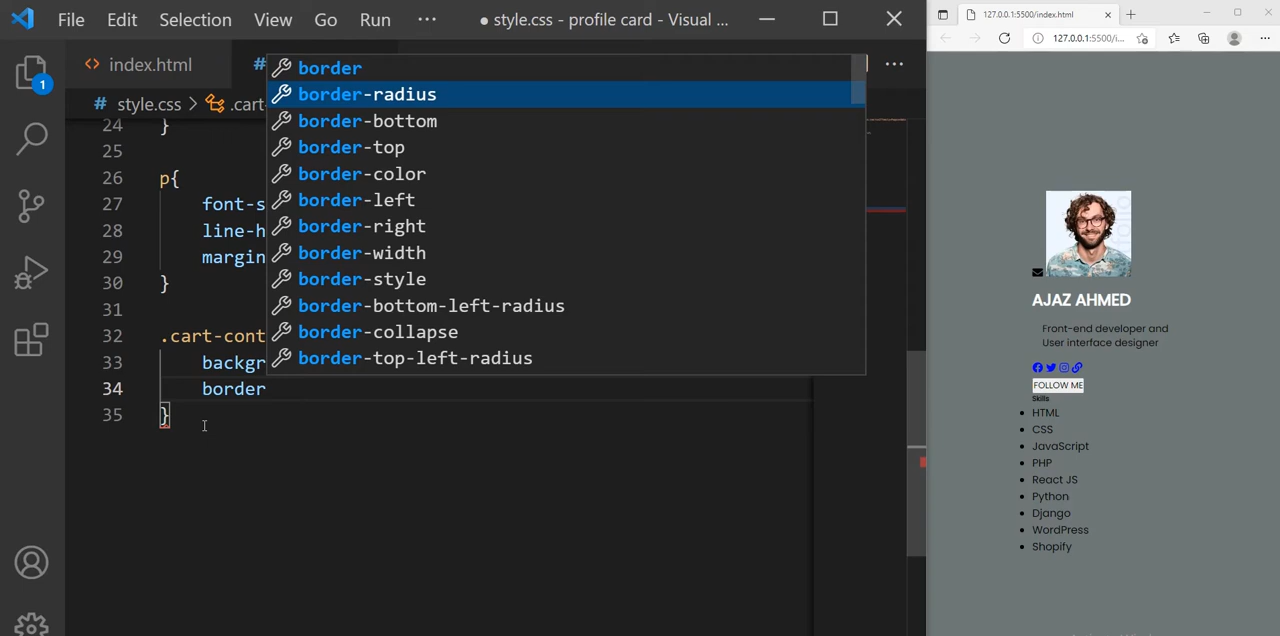 File Edit Selection View Go Run ··· ● style.css - profile card - Visual ...
1
<> index.html #
# style.css > .cart-
border
border-radius
border-bottom
border-top
border-color
border-left
border-right
border-width
border-style
border-bottom-left-radius
border-collapse
border-top-left-radius
24 }
25
26 p{
27 font-s
28 line-h
29 margin
30 }
31
32 .cart-cont
33 backgr
34 border
35 }
127.0.0.1:5500/index.html
127.0.0.1:5500/i...
AJAZ AHMED
Front-end developer and
User interface designer
FOLLOW ME
Skills
HTML
CSS
JavaScript
PHP
React JS
Python
Django
WordPress
Shopify